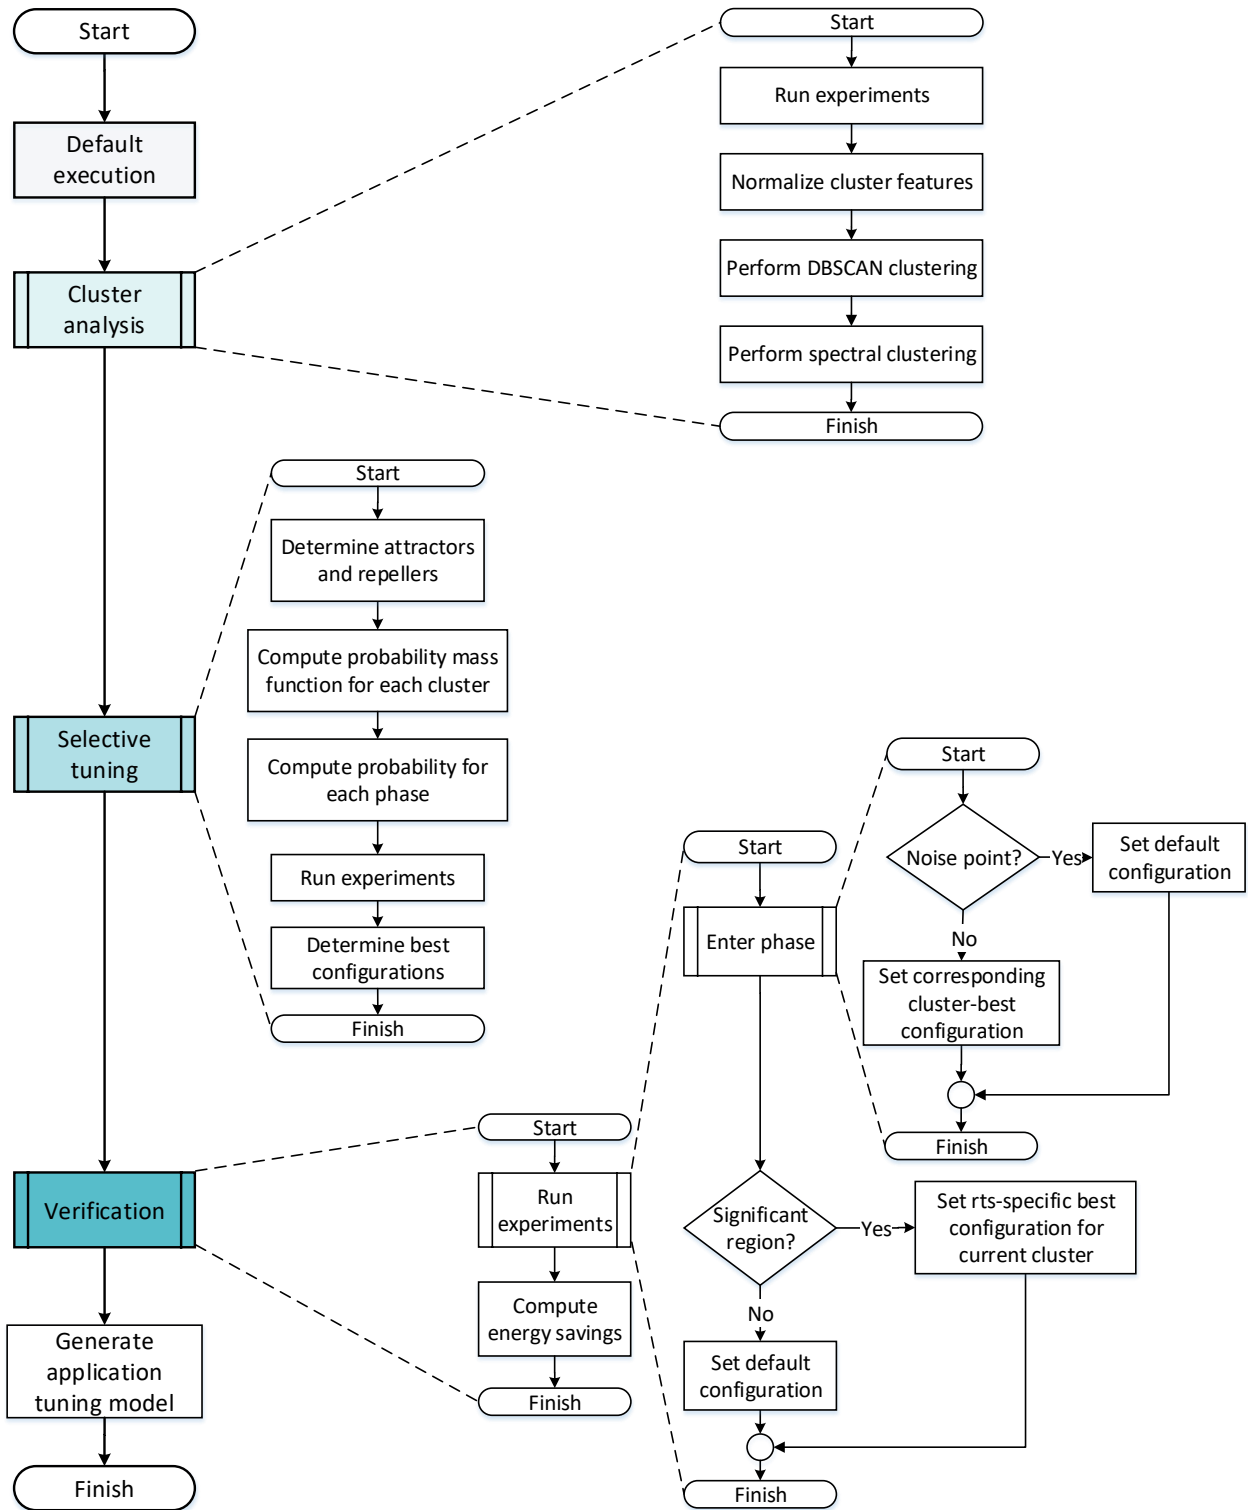 Start
Default
execution
Cluster
analysis
Selective
tuning
Verification
Generate
application
tuning model
Finish
Start
Run experiments
Normalize cluster features
Perform DBSCAN clustering
Perform spectral clustering
Finish
Start
Determine attractors
and repellers
Compute probability mass
function for each cluster
Compute probability for
each phase
Run experiments
Determine best
configurations
Finish
Start
Run
experiments
Compute
energy savings
Finish
Start
Enter phase
Significant
region?
Yes
Set rts-specific best
configuration for
current cluster
No
Set default
configuration
Finish
Start
Noise point?
Yes
Set default
configuration
No
Set corresponding
cluster-best
configuration
Finish